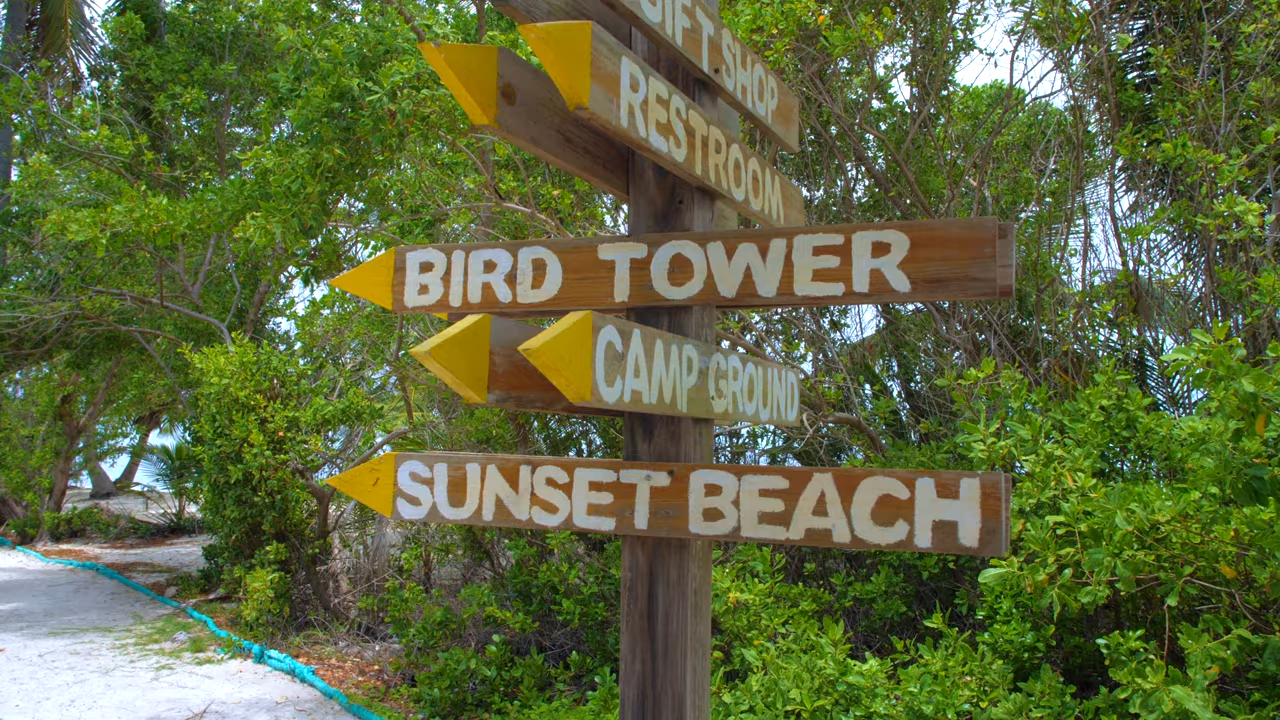 GIFT SHOP
RESTROOM
BIRD TOWER
CAMP GROUND
SUNSET BEACH